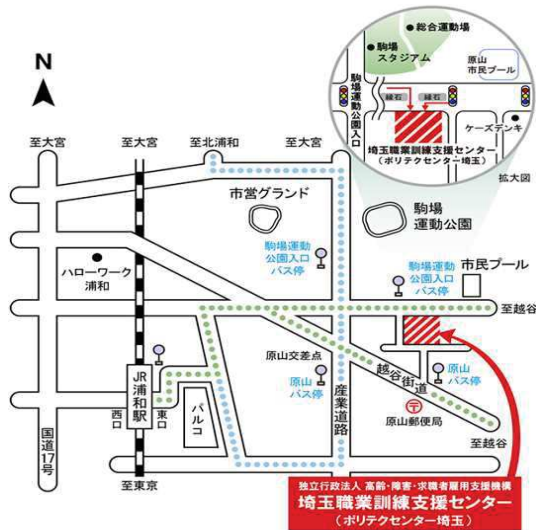 総合運動場
駒場
スタジアム
原山
市民プール
駒場運動公園入口
縁石
縁石
ケーズデンキ
埼玉職業訓練支援センター
(ポリテクセンター埼玉)
拡大図
N
至大宮
至大宮
至北浦和
至大宮
市営グランド
駒場
運動公園
駒場運動
公園入口
バス停
駒場運動
公園入口
バス停
市民プール
ハローワーク
浦和
至越谷
原山交差点
原山
バス停
越谷街道
原山
バス停
JR浦和駅
西口
東口
パルコ
産業道路
原山郵便局
国道17号
至越谷
至東京
独立行政法人 高齢・障害・求職者雇用支援機構
埼玉職業訓練支援センター
(ポリテクセンター埼玉)